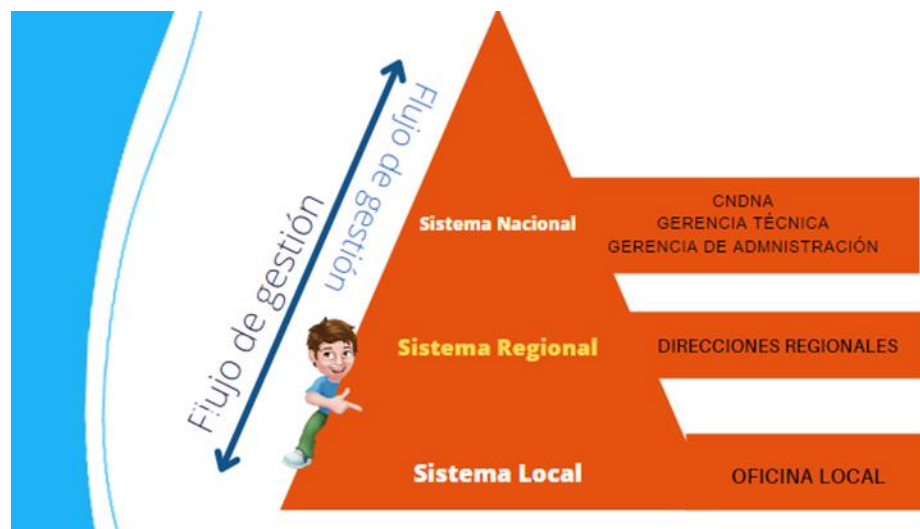 Flujo de gestión
Flujo de gestión
Sistema Nacional
CNDNA
GERENCIA TÉCNICA
GERENCIA DE ADMNISTRACIÓN
Sistema Regional
DIRECCIONES REGIONALES
Sistema Local
OFICINA LOCAL